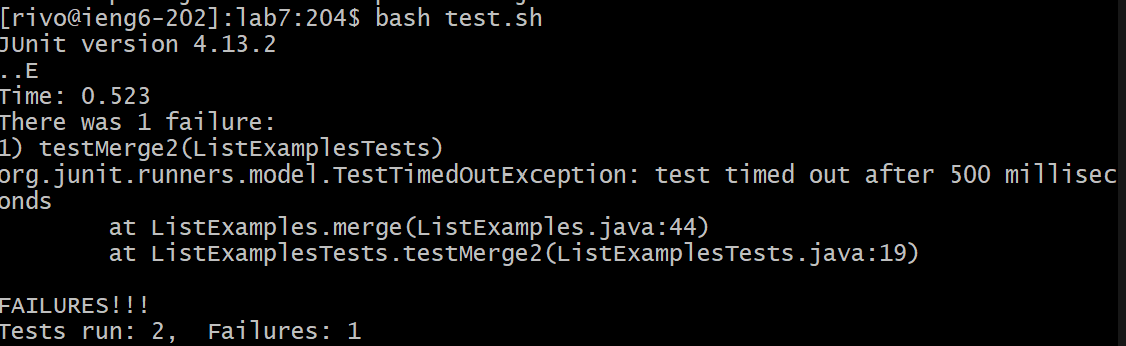 [rivo@ieng6-202]:lab7:204$ bash test.sh
JUnit version 4.13.2
..E
Time: 0.523
There was 1 failure:
1) testMerge2(ListExamplesTests)
org.junit.runners.model.TestTimedOutException: test timed out after 500 millisec
onds
        at ListExamples.merge(ListExamples.java:44)
        at ListExamplesTests.testMerge2(ListExamplesTests.java:19)
FAILURES!!!
Tests run: 2,  Failures: 1